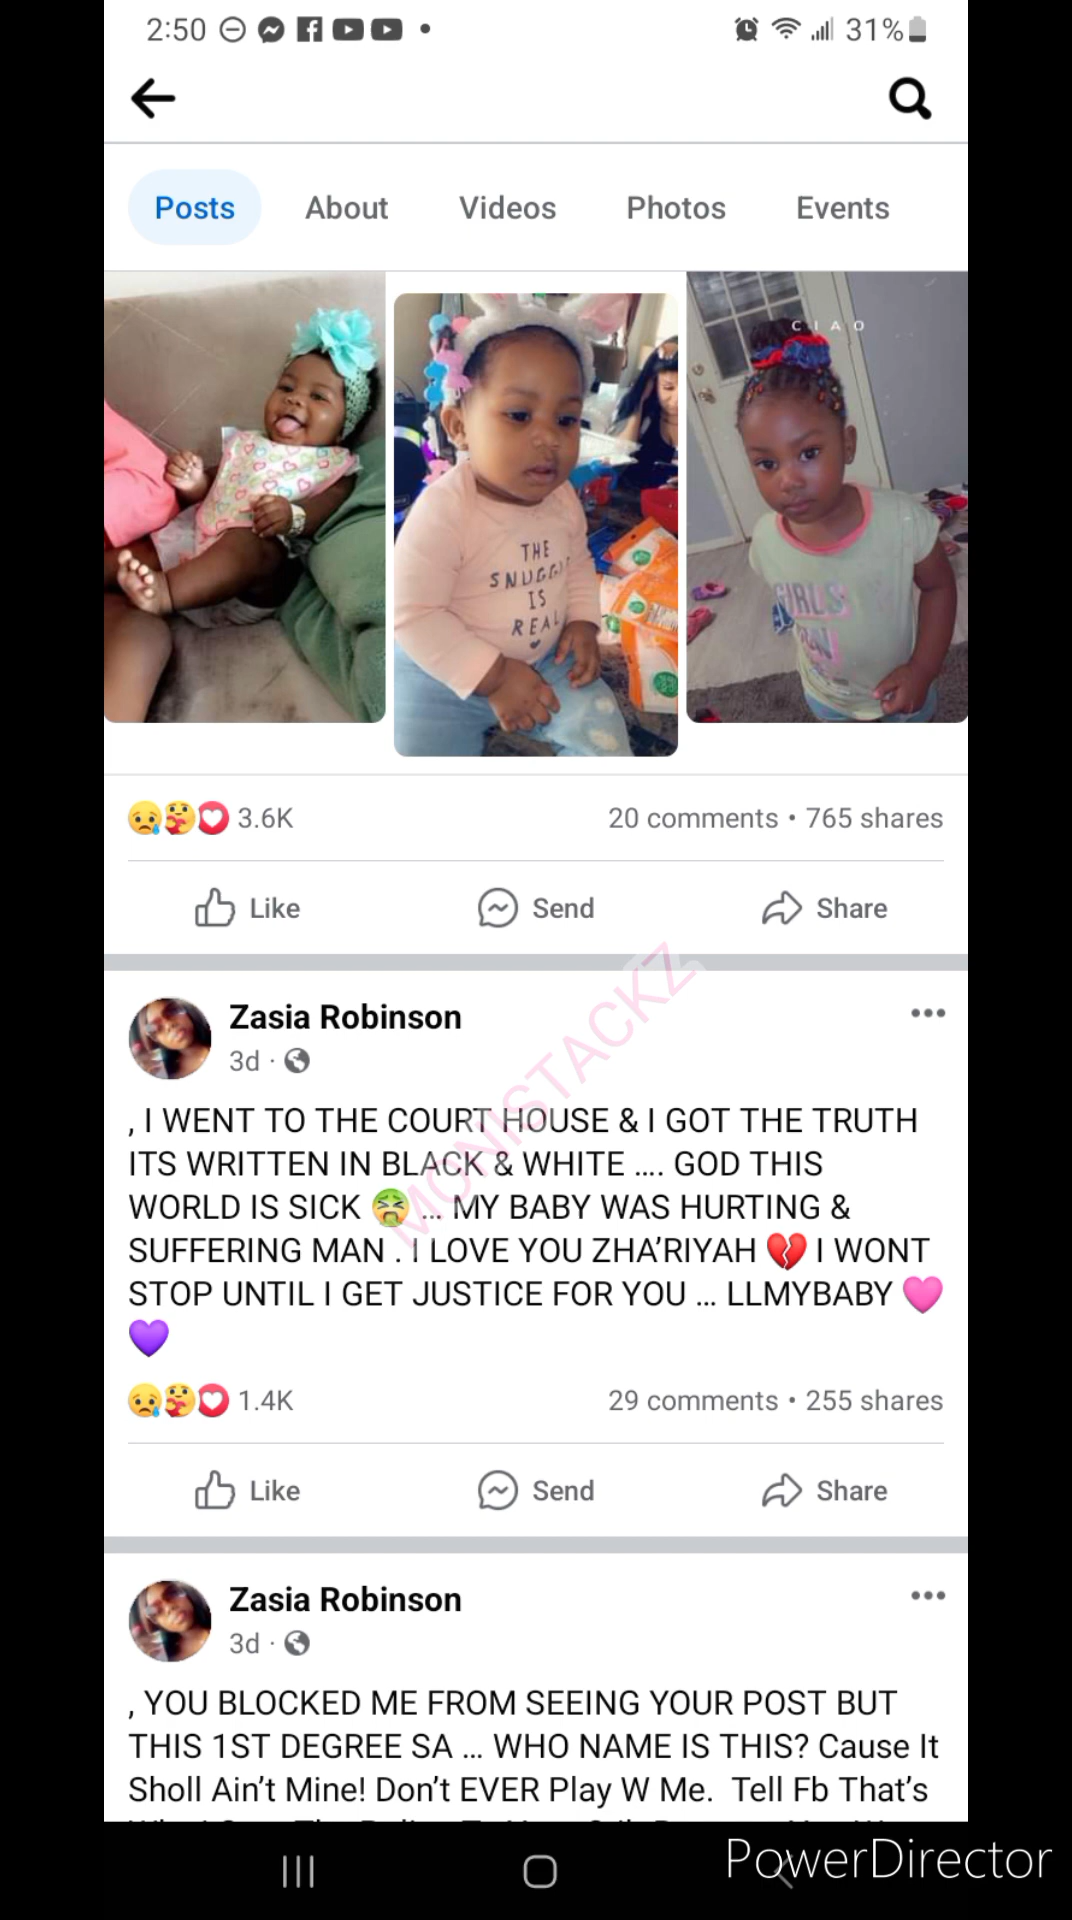 2:50
31%
Posts About Videos Photos Events
CIAO
THE
IS
REAL
GIRLS
3.6K 20 comments • 765 shares
Like Send Share
Zasia Robinson
3d ·
, I WENT TO THE COURT HOUSE & I GOT THE TRUTH
ITS WRITTEN IN BLACK & WHITE .... GOD THIS
WORLD IS SICK 🤮 ... MY BABY WAS HURTING &
SUFFERING MAN . I LOVE YOU ZHA’RIYAH 💔 I WONT
STOP UNTIL I GET JUSTICE FOR YOU ... LLMYBABY 🩷
💜
MONISTACKZ
1.4K 29 comments • 255 shares
Like Send Share
Zasia Robinson
3d ·
, YOU BLOCKED ME FROM SEEING YOUR POST BUT
THIS 1ST DEGREE SA ... WHO NAME IS THIS? Cause It
Sholl Ain’t Mine! Don’t EVER Play W Me. Tell Fb That’s
PowerDirector